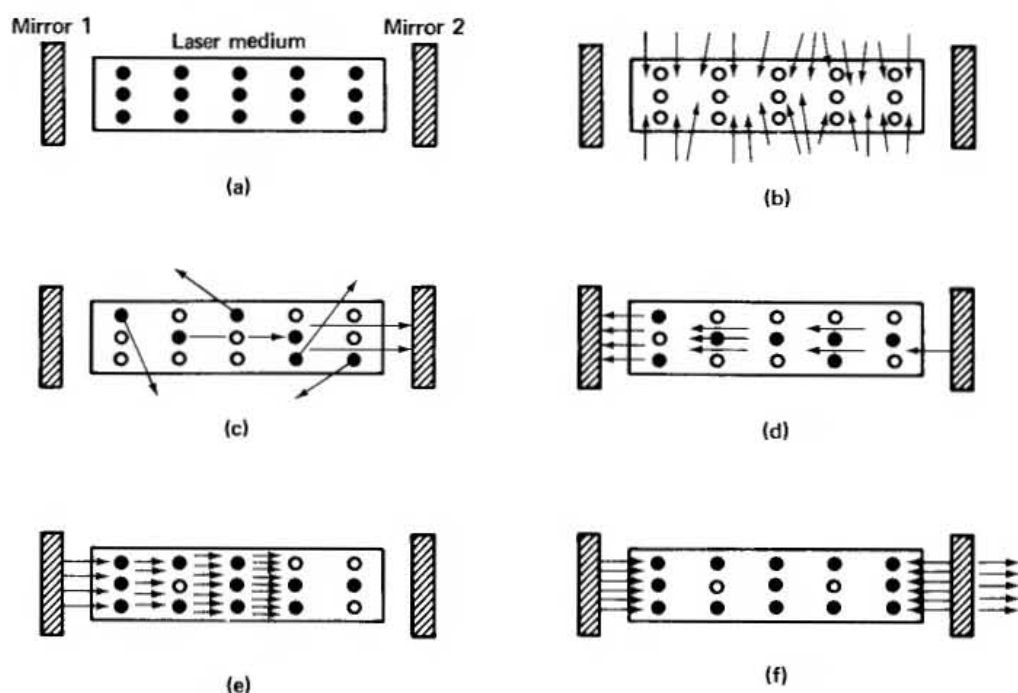 Mirror 1
Mirror 2
Laser medium
(a)
(b)
(c)
(d)
(e)
(f)